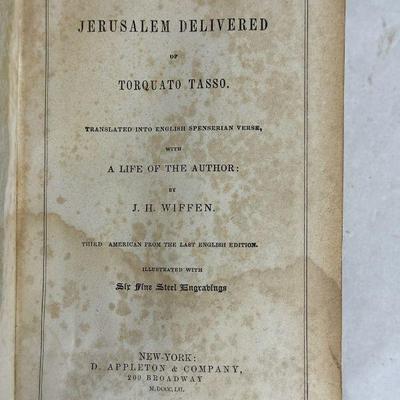 JERUSALEM DELIVERED
OF
TORQUATO TASSO.
TRANSLATED INTO ENGLISH SPENSERIAN VERSE,
WITH
A LIFE OF THE AUTHOR:
BY
J. H. WIFFEN.
THIRD AMERICAN FROM THE LAST ENGLISH EDITION.
ILLUSTRATED WITH
Six Fine Steel Engravings
NEW-YORK:
D. APPLETON & COMPANY,
200 BROADWAY
M.DCCC.LII.